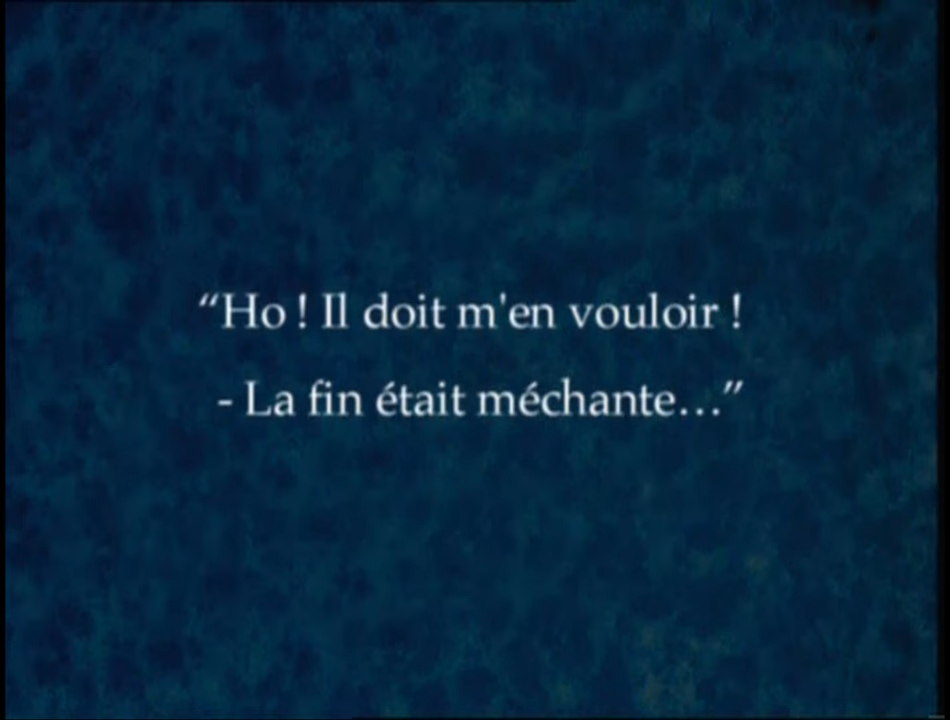 “Ho ! Il doit m'en vouloir !
- La fin était méchante…”